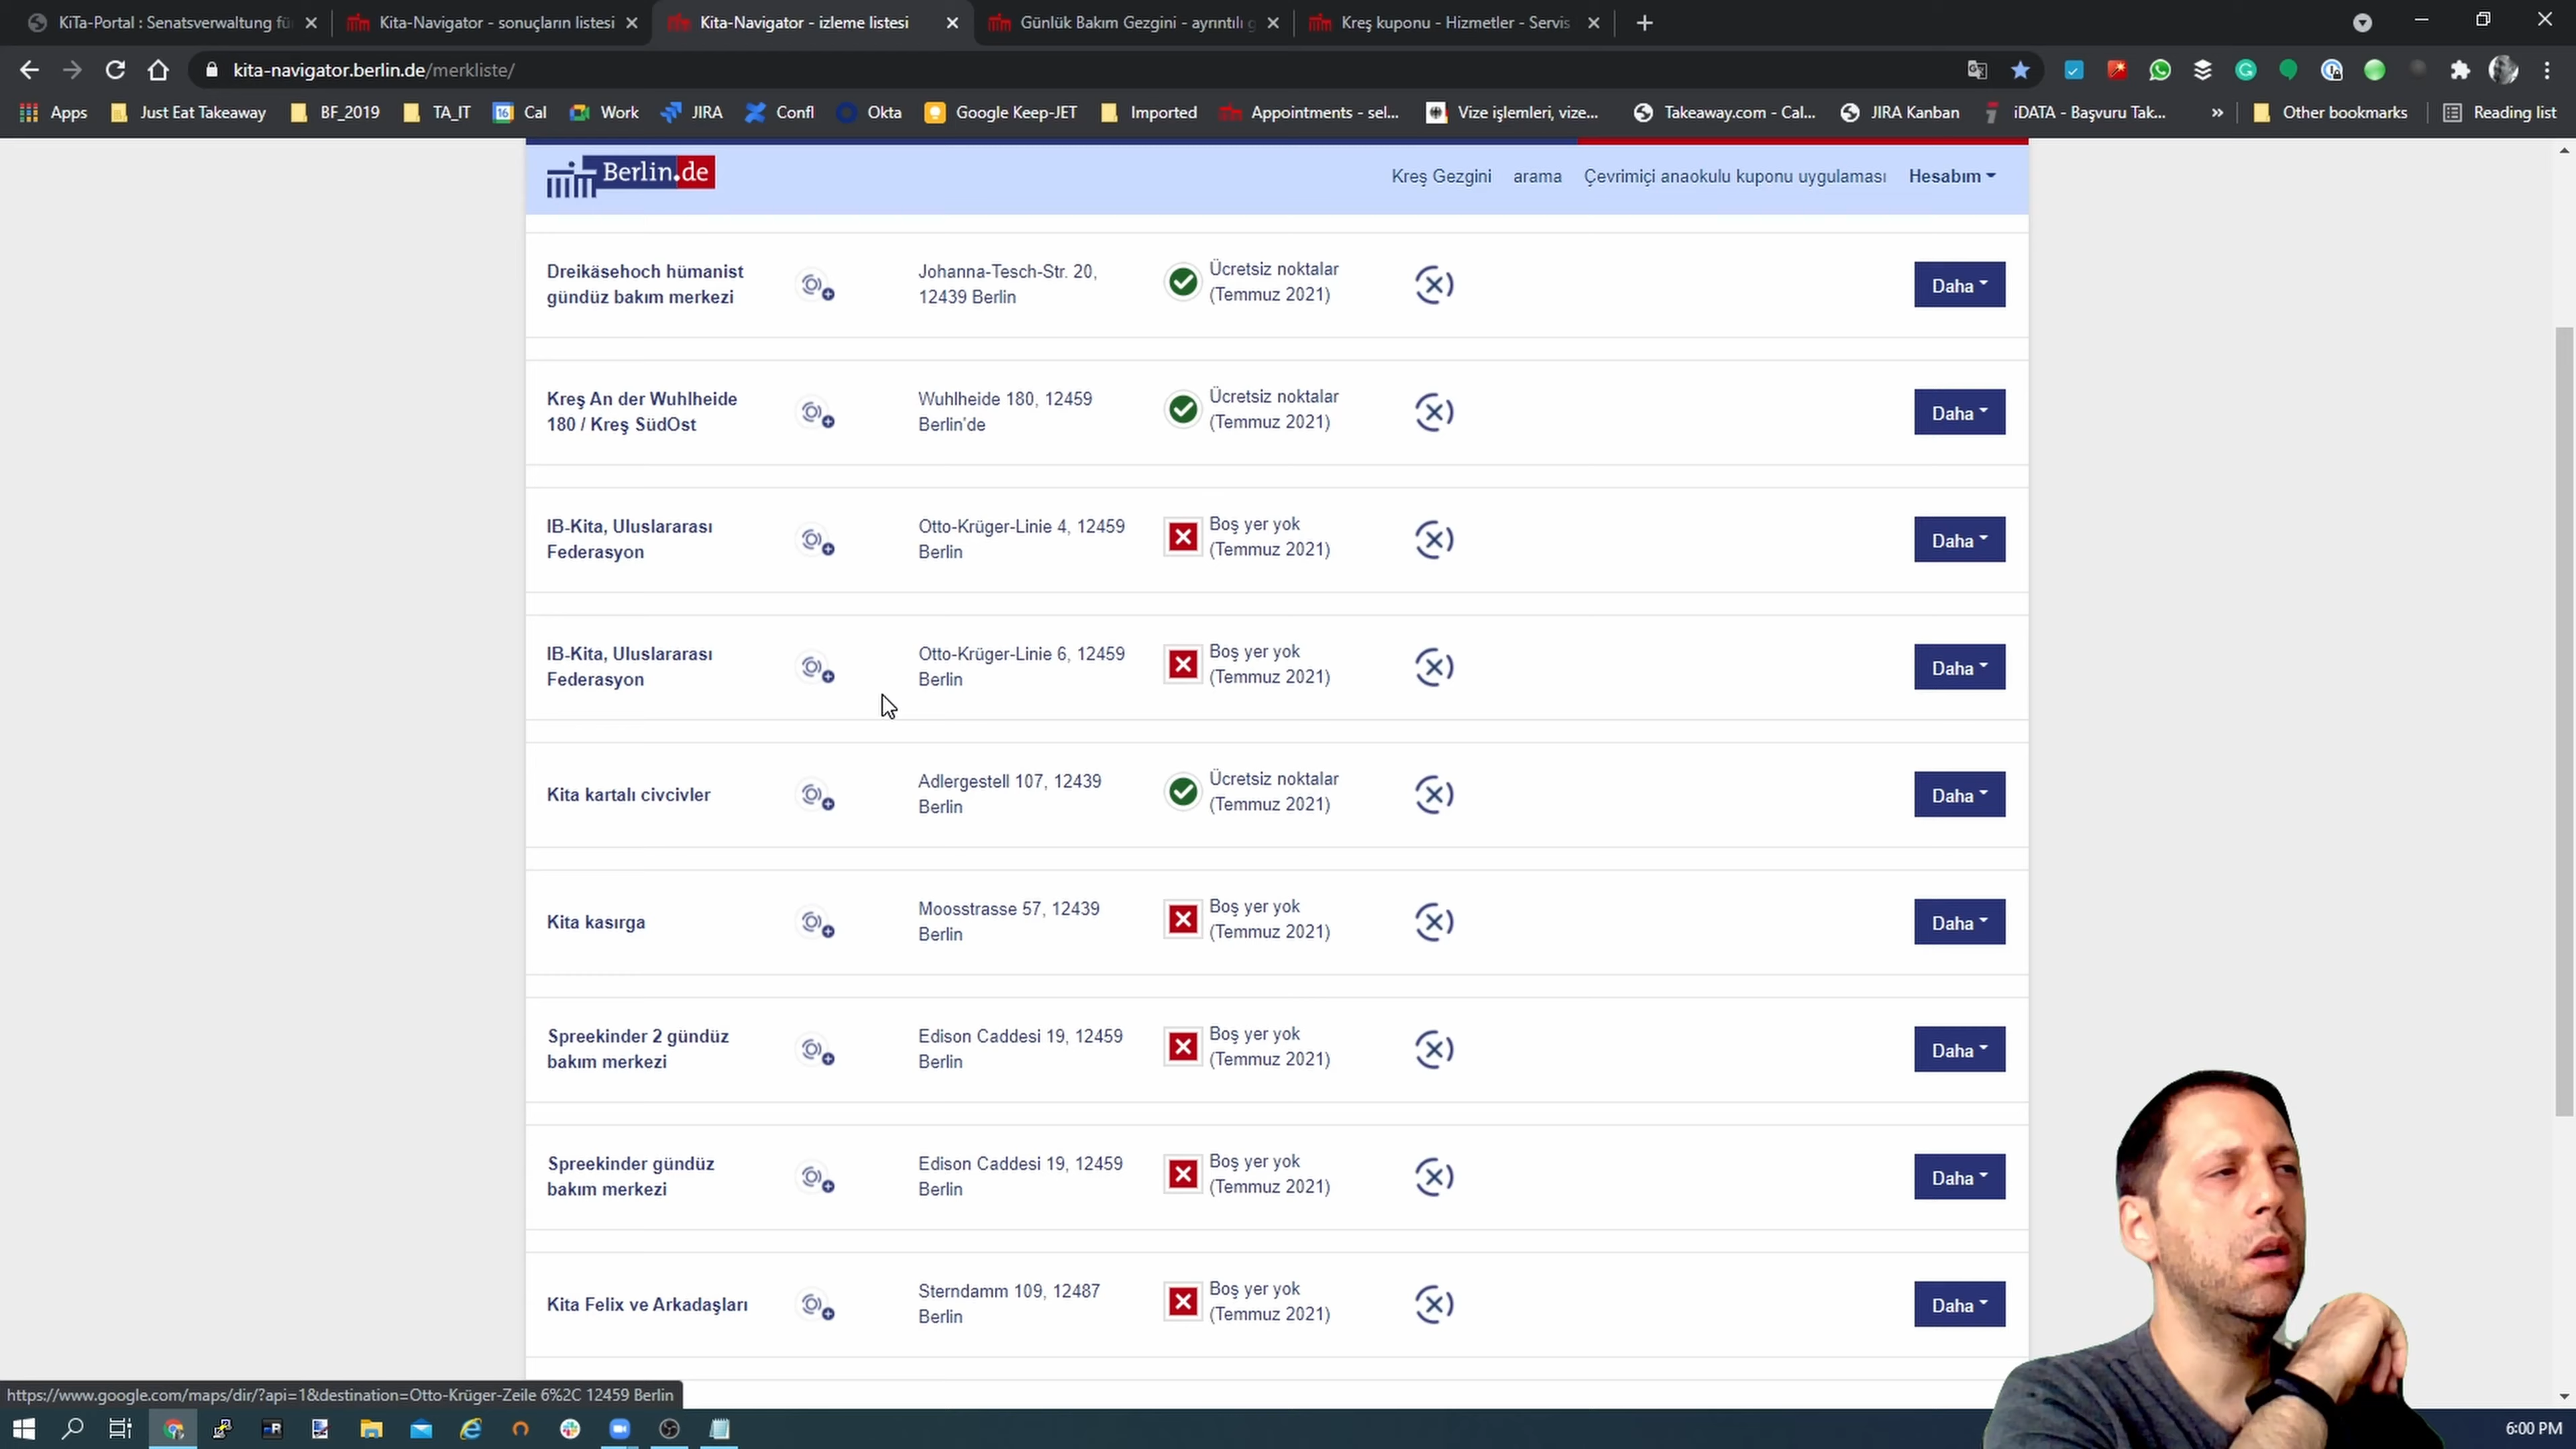 KiTa-Portal : Senatsverwaltung fü
Kita-Navigator - sonuçların listesi
Kita-Navigator - izleme listesi
Günlük Bakım Gezgini - ayrıntılı g
Kreş kuponu - Hizmetler - Servis
kita-navigator.berlin.de/merkliste/
Apps
Just Eat Takeaway
BF_2019
TA_IT
Cal
Work
JIRA
Confl
Okta
Google Keep-JET
Imported
Appointments - sel...
Vize işlemleri, vize...
Takeaway.com - Cal...
JIRA Kanban
iDATA - Başvuru Tak...
Other bookmarks
Reading list
Berlin.de
Kreş Gezgini
arama
Çevrimiçi anaokulu kuponu uygulaması
Hesabım
Dreikäsehoch hümanist
gündüz bakım merkezi
Johanna-Tesch-Str. 20,
12439 Berlin
Ücretsiz noktalar
(Temmuz 2021)
Daha
Kreş An der Wuhlheide
180 / Kreş SüdOst
Wuhlheide 180, 12459
Berlin'de
Ücretsiz noktalar
(Temmuz 2021)
Daha
IB-Kita, Uluslararası
Federasyon
Otto-Krüger-Linie 4, 12459
Berlin
Boş yer yok
(Temmuz 2021)
Daha
IB-Kita, Uluslararası
Federasyon
Otto-Krüger-Linie 6, 12459
Berlin
Boş yer yok
(Temmuz 2021)
Daha
Kita kartalı civcivler
Adlergestell 107, 12439
Berlin
Ücretsiz noktalar
(Temmuz 2021)
Daha
Kita kasırga
Moosstrasse 57, 12439
Berlin
Boş yer yok
(Temmuz 2021)
Daha
Spreekinder 2 gündüz
bakım merkezi
Edison Caddesi 19, 12459
Berlin
Boş yer yok
(Temmuz 2021)
Daha
Spreekinder gündüz
bakım merkezi
Edison Caddesi 19, 12459
Berlin
Boş yer yok
(Temmuz 2021)
Daha
Kita Felix ve Arkadaşları
Sterndamm 109, 12487
Berlin
Boş yer yok
(Temmuz 2021)
Daha
https://www.google.com/maps/dir/?api=1&destination=Otto-Krüger-Zeile 6%2C 12459 Berlin
6:00 PM